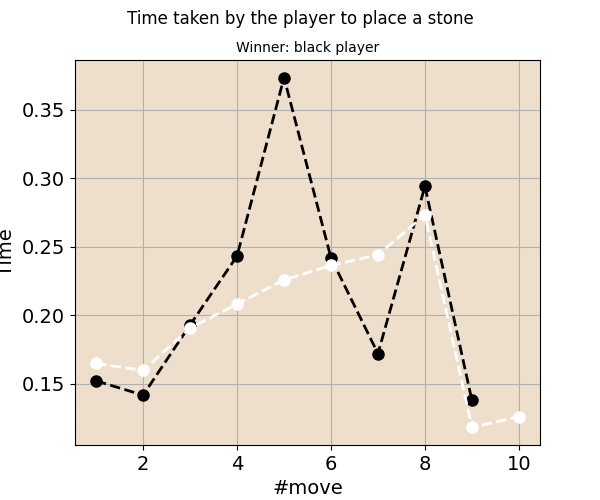 Time taken by the player to place a stone
Winner: black player
0.35
0.30
0.25
0.20
0.15
Time
2 4 6 8 10
#move